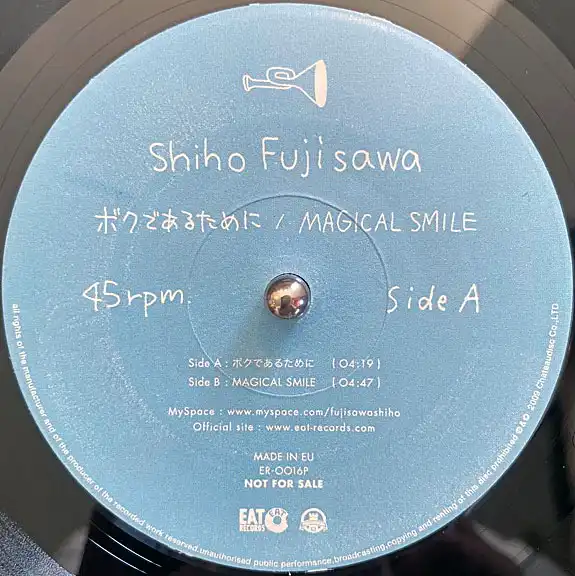 Shiho Fujisawa
ボクであるために / MAGICAL SMILE
45rpm.
Side A
Side A : ボクであるために (04:19)
Side B : MAGICAL SMILE (04:47)
MySpace : www.myspace.com/fujisawashiho
Official site : www.eat-records.com
MADE IN EU
ER-0016P
NOT FOR SALE
EAT RECORDS
EAT
all rights of the manufacturer and of the producer of the recorded work reserved.unauthorised public performance,broadcasting,copying and renting of this disc prohibited ℗&© 2009 Chateaudisc Co.,LTD